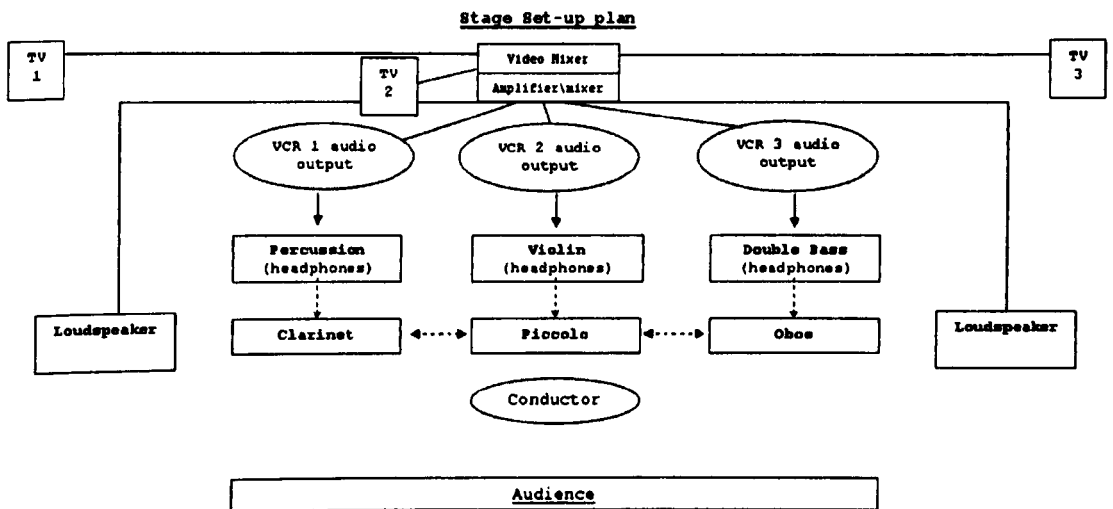 Stage Set-up plan
TV
1
TV
2
Video Mixer
Amplifier\mixer
TV
3
VCR 1 audio
output
VCR 2 audio
output
VCR 3 audio
output
Percussion
(headphones)
Violin
(headphones)
Double Bass
(headphones)
Loudspeaker
Clarinet
Piccolo
Oboe
Loudspeaker
Conductor
Audience